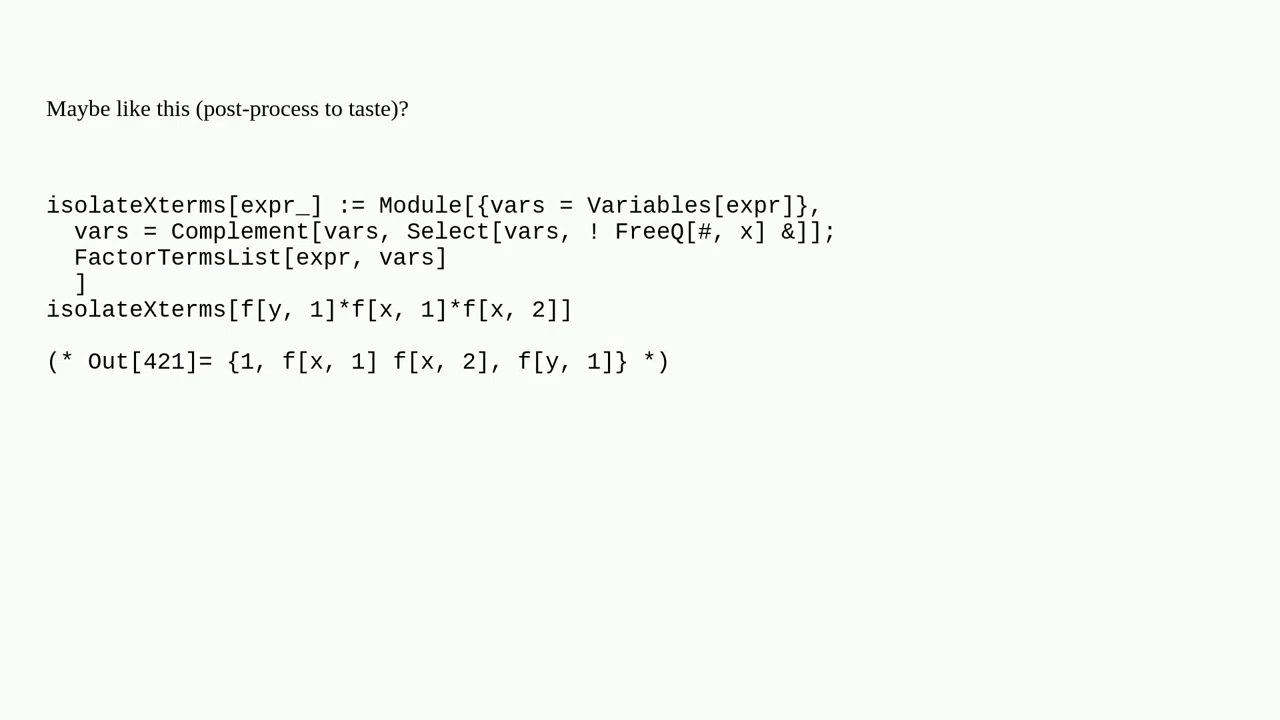 Maybe like this (post-process to taste)?
isolateXterms[expr_] := Module[{vars = Variables[expr]},
  vars = Complement[vars, Select[vars, ! FreeQ[#, x] &]];
  FactorTermsList[expr, vars]
  ]
isolateXterms[f[y, 1]*f[x, 1]*f[x, 2]]
(* Out[421]= {1, f[x, 1] f[x, 2], f[y, 1]} *)